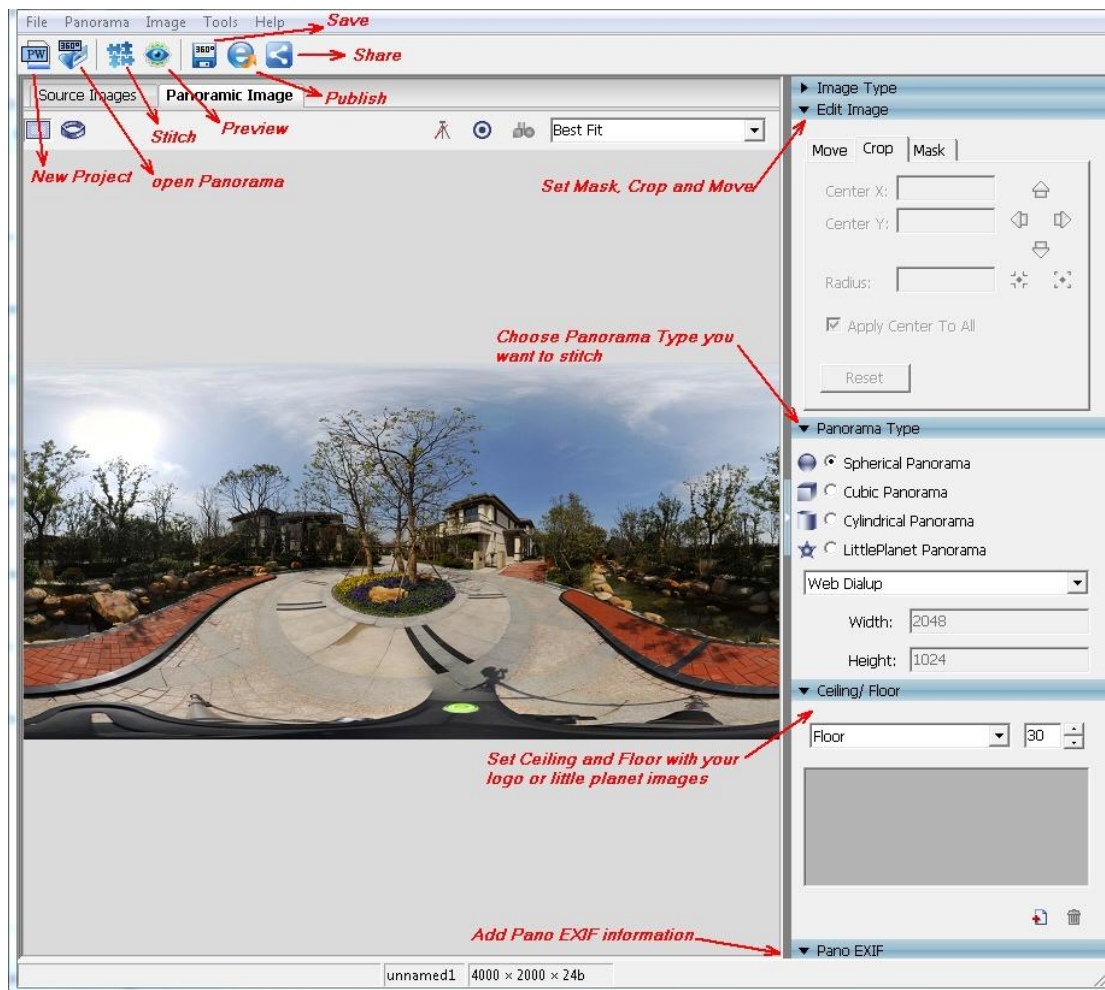 File Panorama Image Tools Help
Save
PW
360°
360°
Share
Source Images Panoramic Image
Publish
Stitch
Preview
Best Fit
New Project
open Panorama
Set Mask, Crop and Move
Choose Panorama Type you
want to stitch
Set Ceiling and Floor with your
logo or little planet images
Add Pano EXIF information
Image Type
Edit Image
Move Crop Mask
Center X:
Center Y:
Radius:
Apply Center To All
Reset
Panorama Type
Spherical Panorama
Cubic Panorama
Cylindrical Panorama
LittlePlanet Panorama
Web Dialup
Width: 2048
Height: 1024
Ceiling/ Floor
Floor 30
Pano EXIF
unnamed1 4000 × 2000 × 24b